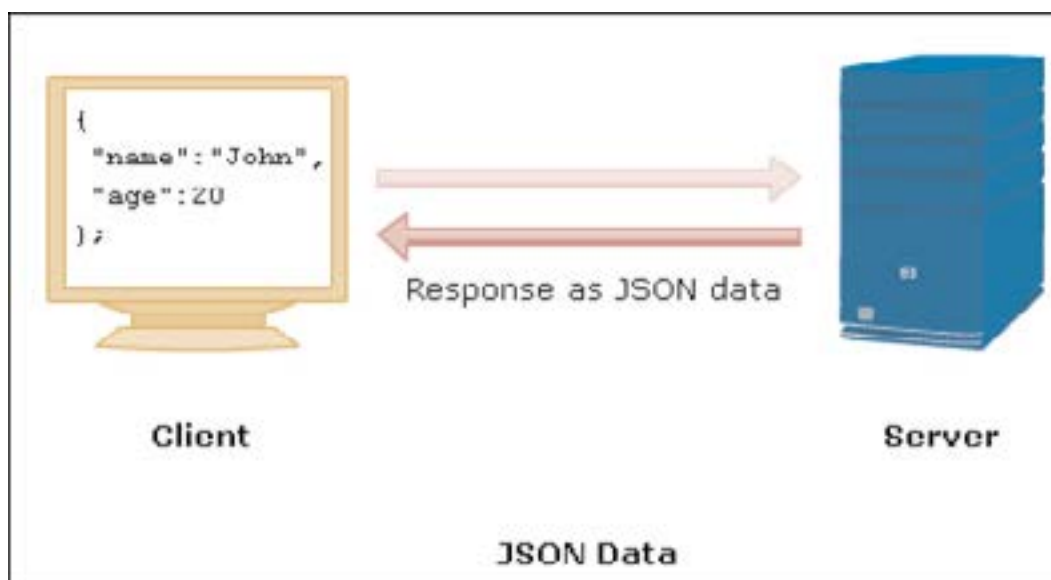 {
"name":"John",
"age":20
};
Response as JSON data
Client
Server
JSON Data